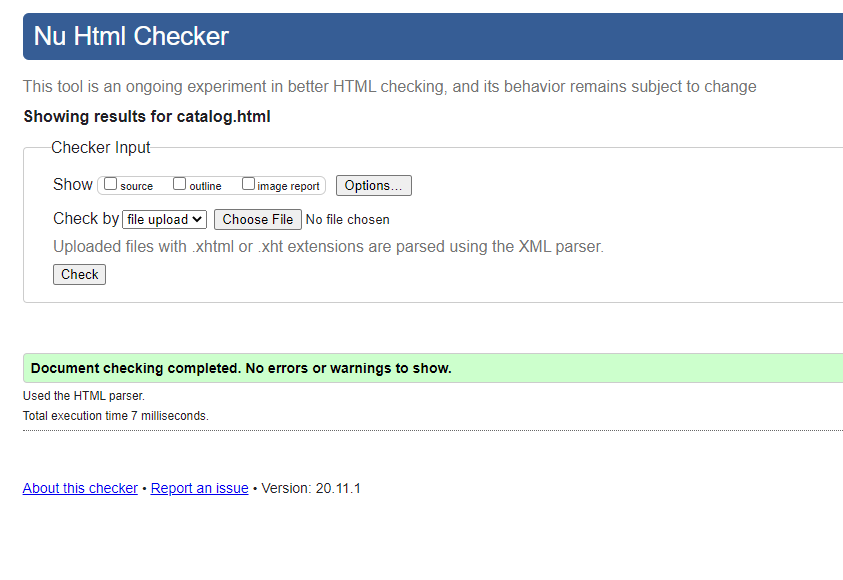 Nu Html Checker
This tool is an ongoing experiment in better HTML checking, and its behavior remains subject to change
Showing results for catalog.html
Checker Input
Show source outline image report Options...
Check by file upload Choose File No file chosen
Uploaded files with .xhtml or .xht extensions are parsed using the XML parser.
Check
Document checking completed. No errors or warnings to show.
Used the HTML parser.
Total execution time 7 milliseconds.
About this checker • Report an issue • Version: 20.11.1